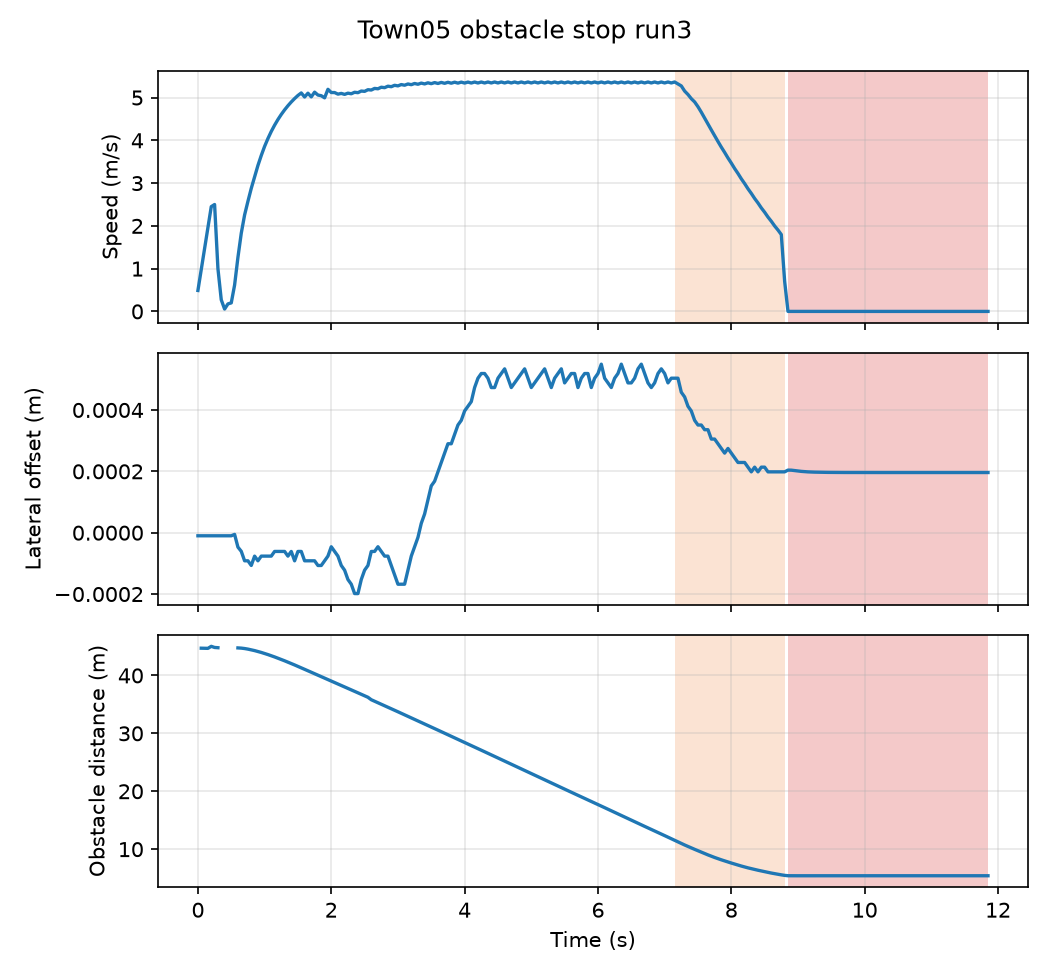 Town05 obstacle stop run3
Speed (m/s)
5
4
3
2
1
0
Lateral offset (m)
0.0004
0.0002
0.0000
−0.0002
Obstacle distance (m)
40
30
20
10
0 2 4 6 8 10 12
Time (s)